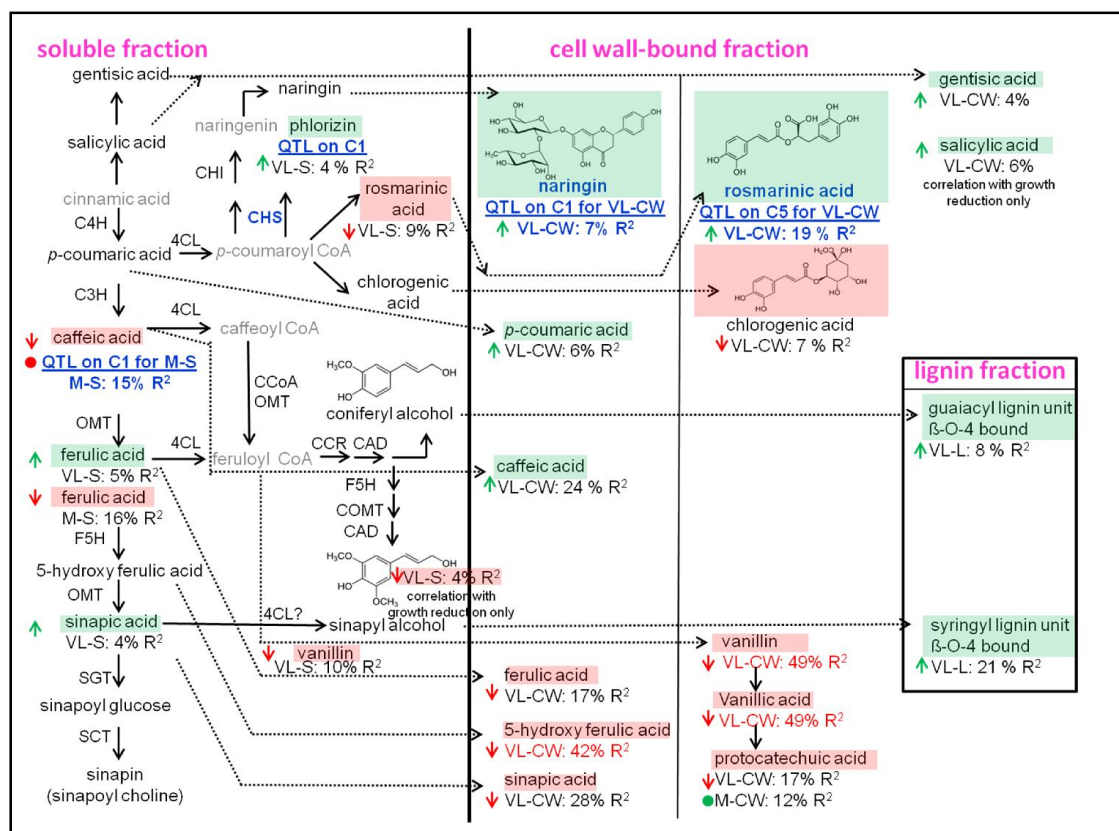 soluble fraction
gentisic acid
salicylic acid
cinnamic acid
C4H
p-coumaric acid
4CL
C3H
caffeic acid
QTL on C1 for M-S
M-S: 15% R²
OMT
ferulic acid
VL-S: 5% R²
ferulic acid
M-S: 16% R²
F5H
5-hydroxy ferulic acid
OMT
sinapic acid
VL-S: 4% R²
SGT
sinapoyl glucose
SCT
sinapin
(sinapoyl choline)
naringin
naringenin
phlorizin
QTL on C1
VL-S: 4 % R²
CHI
CHS
p-coumaroyl CoA
rosmarinic
acid
VL-S: 9% R²
chlorogenic
acid
4CL
caffeoyl CoA
CCoA
OMT
4CL
feruloyl CoA
CCR
CAD
H₃CO
OH
HO
coniferyl alcohol
F5H
COMT
CAD
H₃CO
OH
HO
OCH₃
VL-S: 4% R²
correlation with
growth reduction only
4CL?
sinapyl alcohol
vanillin
VL-S: 10% R²
cell wall-bound fraction
naringin
QTL on C1 for VL-CW
VL-CW: 7% R²
rosmarinic acid
QTL on C5 for VL-CW
VL-CW: 19 % R²
chlorogenic acid
VL-CW: 7 % R²
p-coumaric acid
VL-CW: 6% R²
caffeic acid
VL-CW: 24 % R²
ferulic acid
VL-CW: 17% R²
5-hydroxy ferulic acid
VL-CW: 42% R²
sinapic acid
VL-CW: 28% R²
vanillin
VL-CW: 49% R²
Vanillic acid
VL-CW: 49% R²
protocatechuic acid
VL-CW: 17% R²
M-CW: 12% R²
gentisic acid
VL-CW: 4%
salicylic acid
VL-CW: 6%
correlation with growth
reduction only
lignin fraction
guaiacyl lignin unit
ß-O-4 bound
VL-L: 8 % R²
syringyl lignin unit
ß-O-4 bound
VL-L: 21 % R²